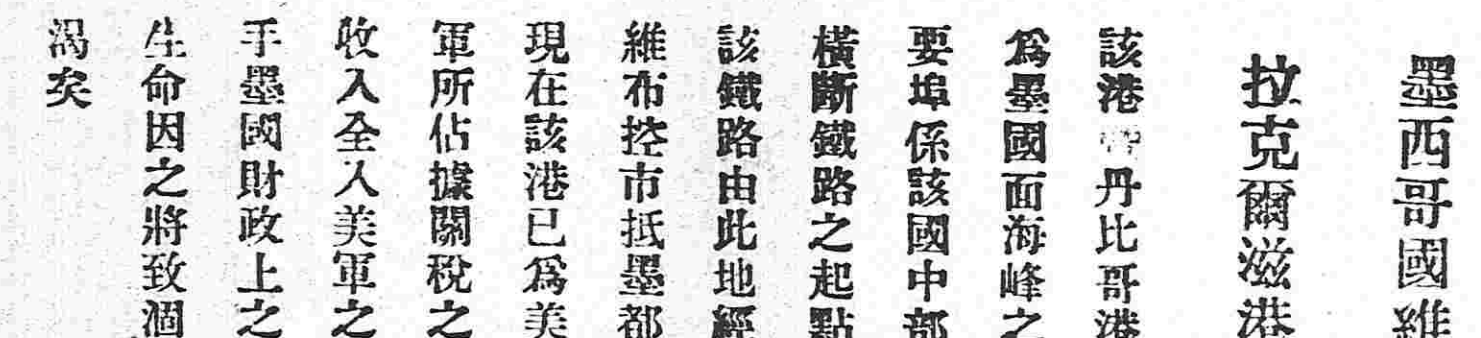 墨西哥國維
拉克爾滋港
該港丹比哥港
爲墨國面海峰之
要埠係該國中部
橫斷鐵路之起點
該鐵路由此地經
維布控市抵墨都
現在該港已爲美
軍所佔據關稅之
收入全入美軍之
手墨國財政上之
生命因之將致涸
渴矣